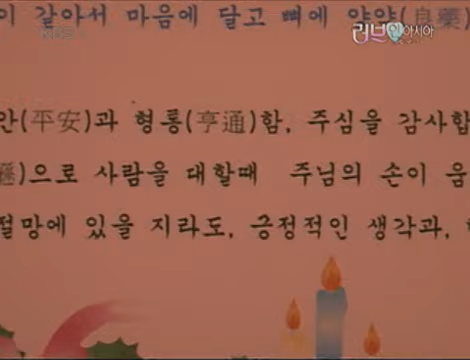 이 같아서 마음에 달고 뼈에 양약(良藥)
러브 인 아시아
안(平安)과 형통(亨通)함, 주심을 감사합
)으로 사람을 대할때 주님의 손이 움
절망에 있을 지라도, 긍정적인 생각과,